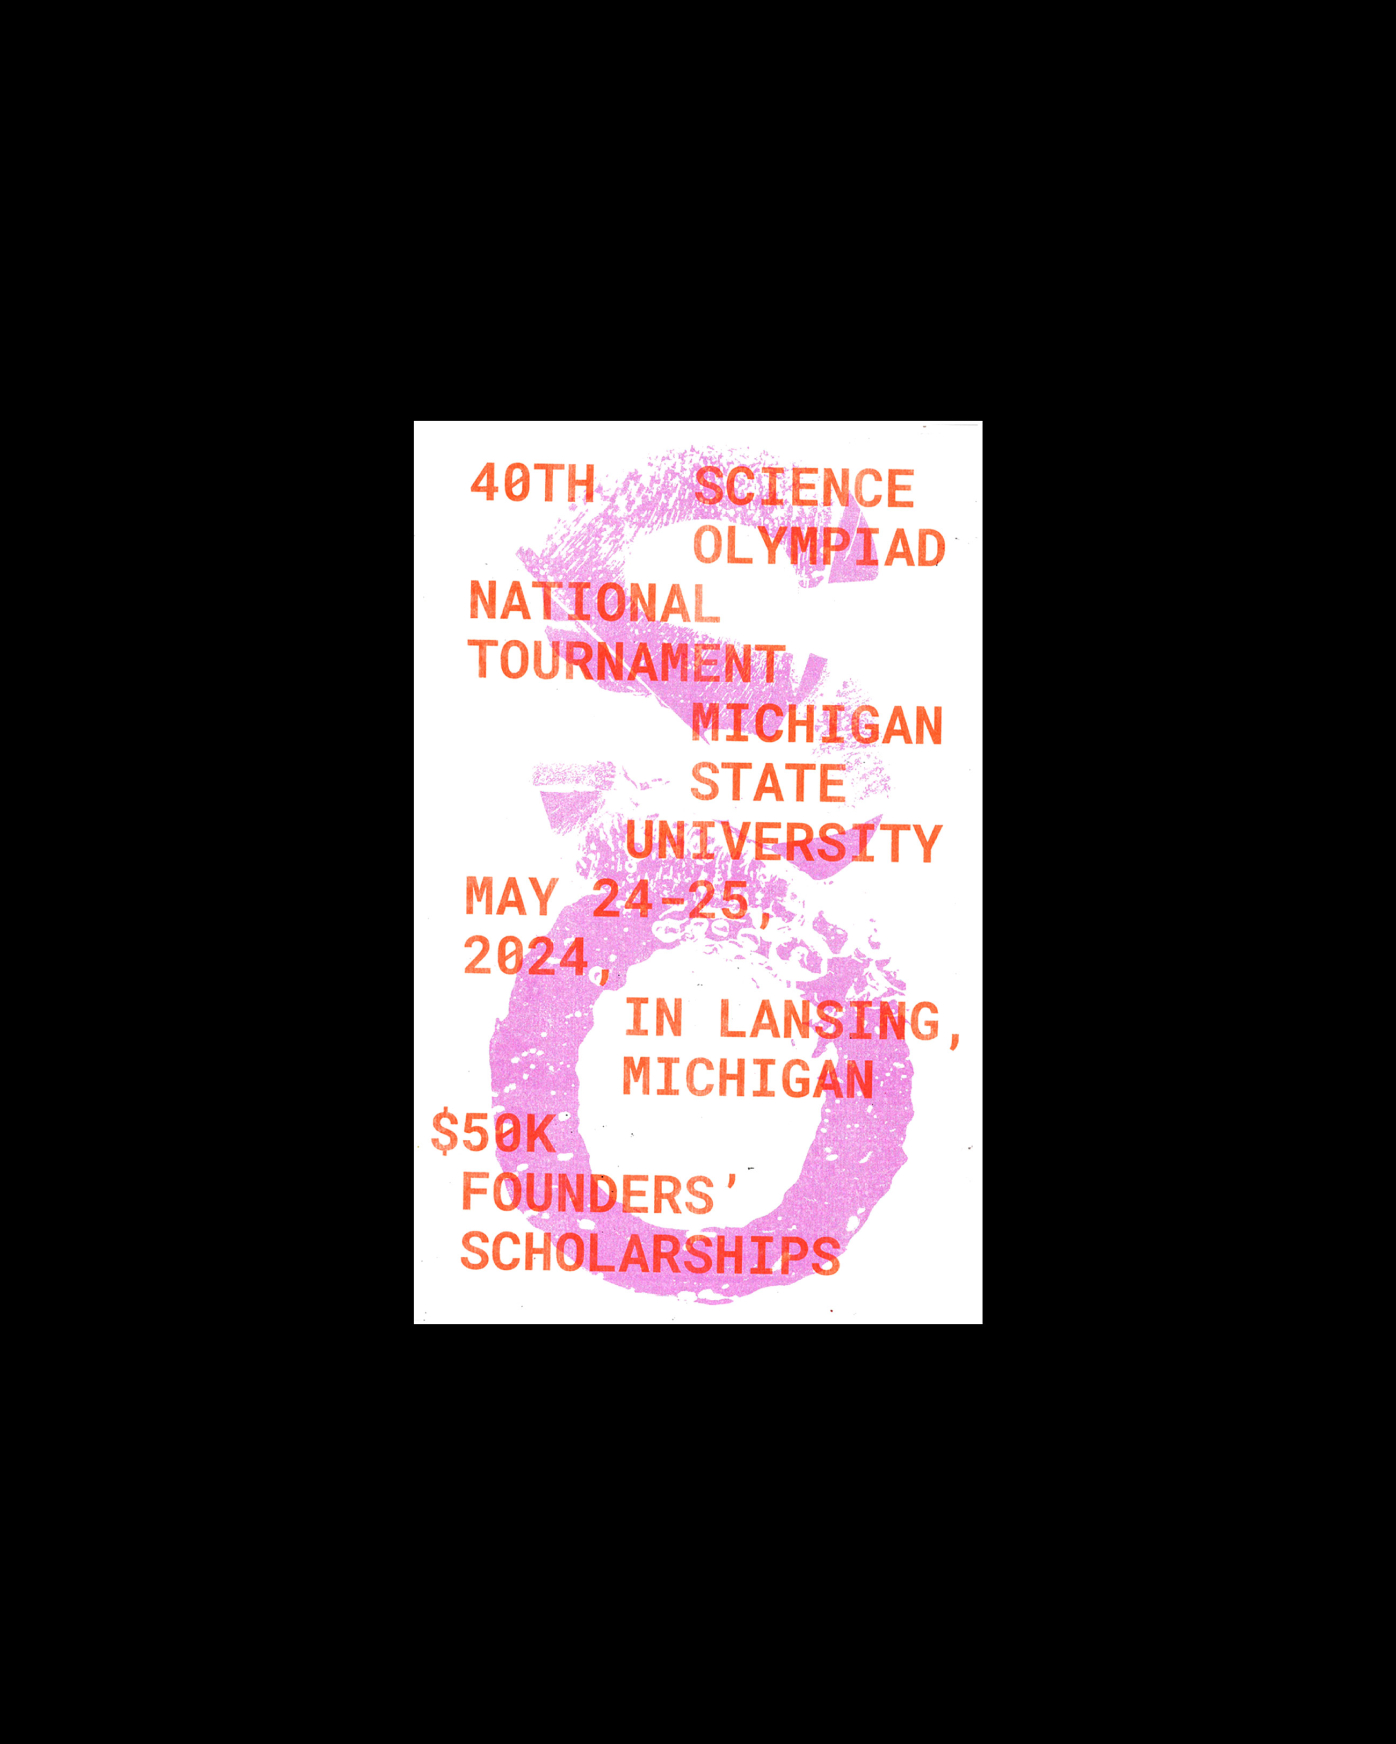 40TH SCIENCE
OLYMPIAD
NATIONAL
TOURNAMENT
MICHIGAN
STATE
UNIVERSITY
MAY 24-25,
2024,
IN LANSING,
MICHIGAN
$50K
FOUNDERS’
SCHOLARSHIPS